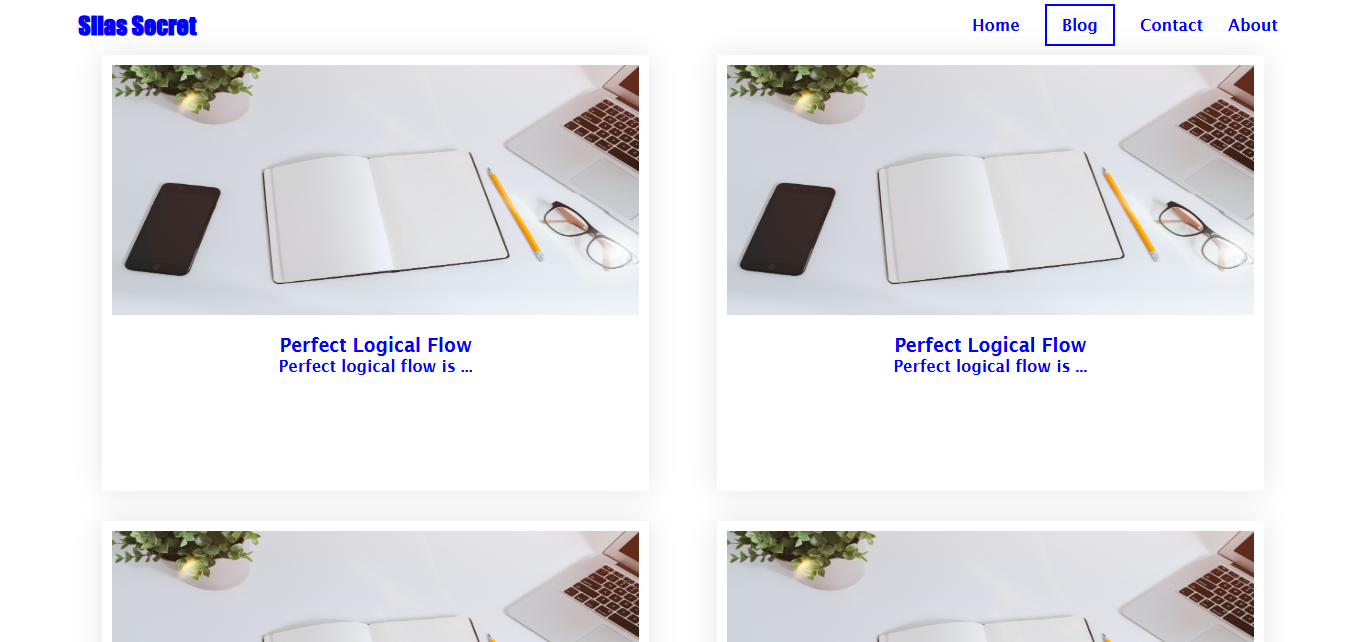 Silas Secret
Home Blog Contact About
Perfect Logical Flow
Perfect logical flow is ...
Perfect Logical Flow
Perfect logical flow is ...